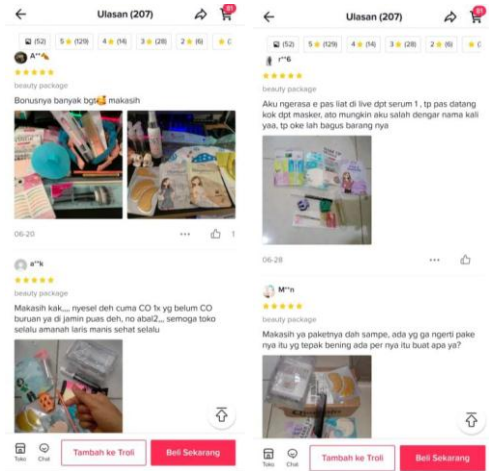 Ulasan (207)
81
(52)
5 (129)
4 (14)
3 (28)
2 (6)
A**
beauty package
Bonusnya banyak bgt makasih
06-20
1
a**k
beauty package
Makasih kak,,,, nyesel deh cuma CO 1x yg belum CO
buruan ya di jamin puas deh, no abal2,,, semoga toko
selalu amanah laris manis sehat selalu
Toko
Chat
Tambah ke Troli
Beli Sekarang
Ulasan (207)
81
(52)
5 (129)
4 (14)
3 (28)
2 (6)
r**6
beauty package
Aku ngerasa e pas liat di live dpt serum 1 , tp pas datang
kok dpt masker, ato mungkin aku salah dengar nama kali
yaa, tp oke lah bagus barang nya
06-28
M**n
beauty package
Makasih ya paketnya dah sampe, ada yg ga ngerti pake
nya itu yg tepak bening ada per nya itu buat apa ya?
Toko
Chat
Tambah ke Troli
Beli Sekarang